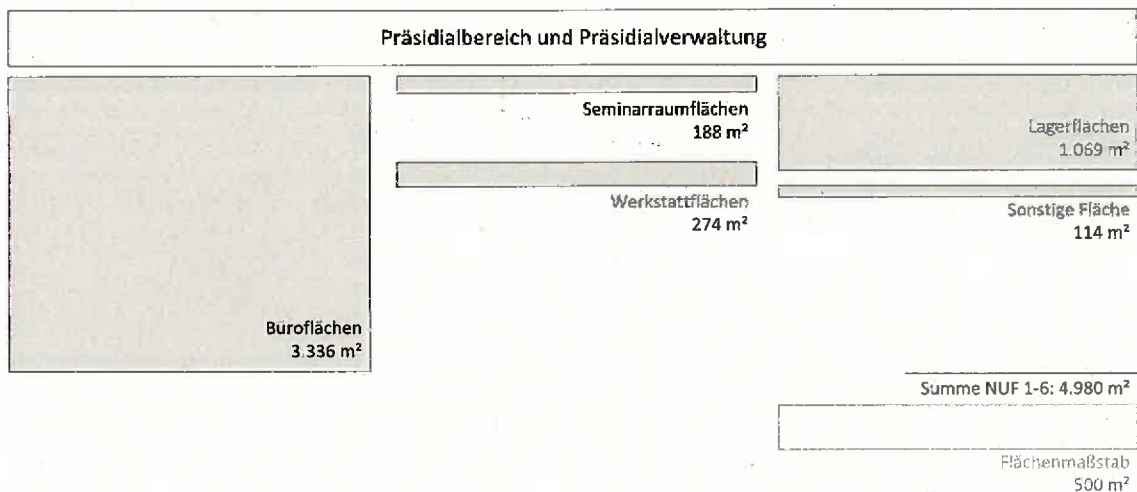 Präsidialbereich und Präsidialverwaltung
Büroflächen
3.336 m²
Seminarraumflächen
188 m²
Werkstattflächen
274 m²
Lagerflächen
1.069 m²
Sonstige Fläche
114 m²
Summe NUF 1-6: 4.980 m²
Flächenmaßstab
500 m²